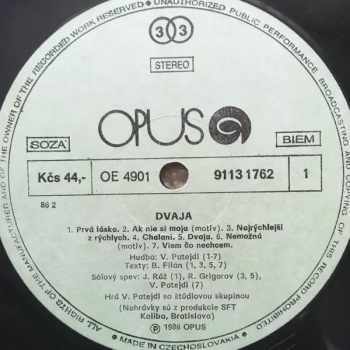 ALL RIGHTS OF THE MANUFACTURER AND OF THE OWNER OF THE RECORDED WORK RESERVED • UNAUTHORIZED PUBLIC PERFORMANCE BROADCASTING AND COPYING OF THIS RECORD PROHIBITED
33
STEREO
OPUS
SOZA
BIEM
Kčs 44,-
OE 4901
9113 1762
1
86 2
DVAJA
1. Prvá láska. 2. Ak nie si moja (motív). 3. Najrýchlejší
z rýchlych. 4. Chalani. 5. Dvaja. 6. Nemožná
(motív). 7. Viem čo nechcem.
Hudba: V. Patejdl (1-7)
Texty: B. Filan (1, 3, 5, 7)
Sólový spev: J. Ráž (1), R. Grigorov (3, 5),
V. Patejdl (7)
Hrá V. Patejdl so štúdiovou skupinou
(Nahrávky sú z produkcie SFT
Koliba, Bratislava)
℗ 1986 OPUS
MADE IN CZECHOSLOVAKIA